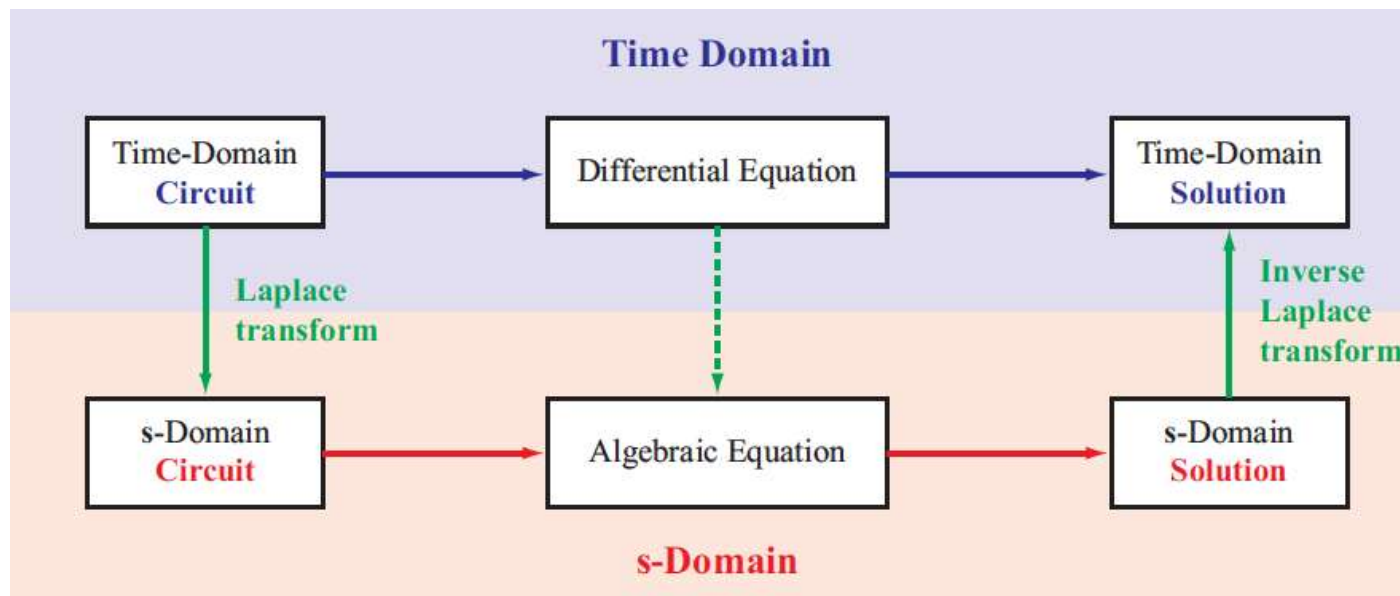 Time Domain
Time-Domain
Circuit
Differential Equation
Time-Domain
Solution
Laplace
transform
Inverse
Laplace
transform
s-Domain
Circuit
Algebraic Equation
s-Domain
Solution
s-Domain